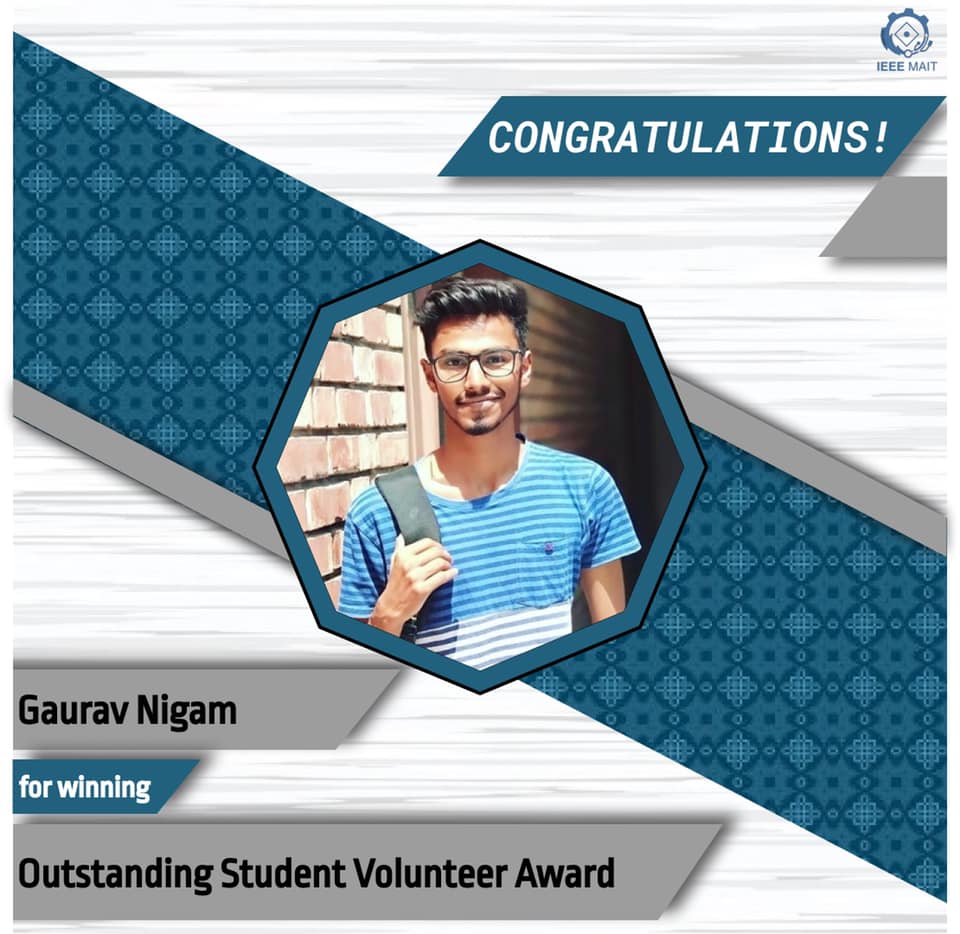 IEEE MAIT
CONGRATULATIONS!
Gaurav Nigam
for winning
Outstanding Student Volunteer Award